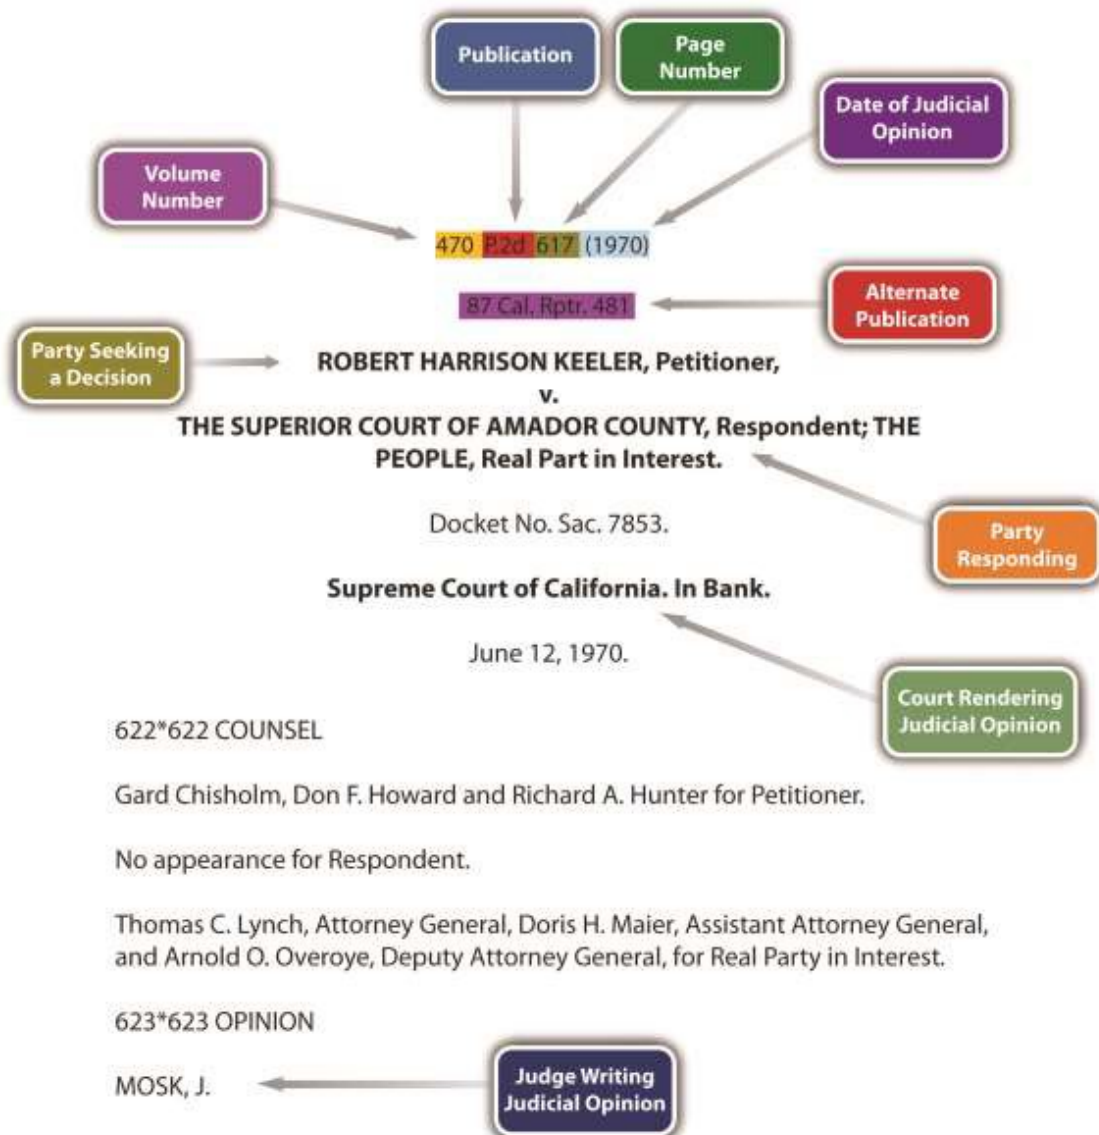 Publication
Page
Number
Date of Judicial
Opinion
Volume
Number
470 P.2d 617 (1970)
87 Cal. Rptr. 481
Alternate
Publication
Party Seeking
a Decision
ROBERT HARRISON KEELER, Petitioner,
v.
THE SUPERIOR COURT OF AMADOR COUNTY, Respondent; THE
PEOPLE, Real Part in Interest.
Docket No. Sac. 7853.
Party
Responding
Supreme Court of California. In Bank.
June 12, 1970.
Court Rendering
Judicial Opinion
622*622 COUNSEL
Gard Chisholm, Don F. Howard and Richard A. Hunter for Petitioner.
No appearance for Respondent.
Thomas C. Lynch, Attorney General, Doris H. Maier, Assistant Attorney General,
and Arnold O. Overoye, Deputy Attorney General, for Real Party in Interest.
623*623 OPINION
MOSK, J.
Judge Writing
Judicial Opinion